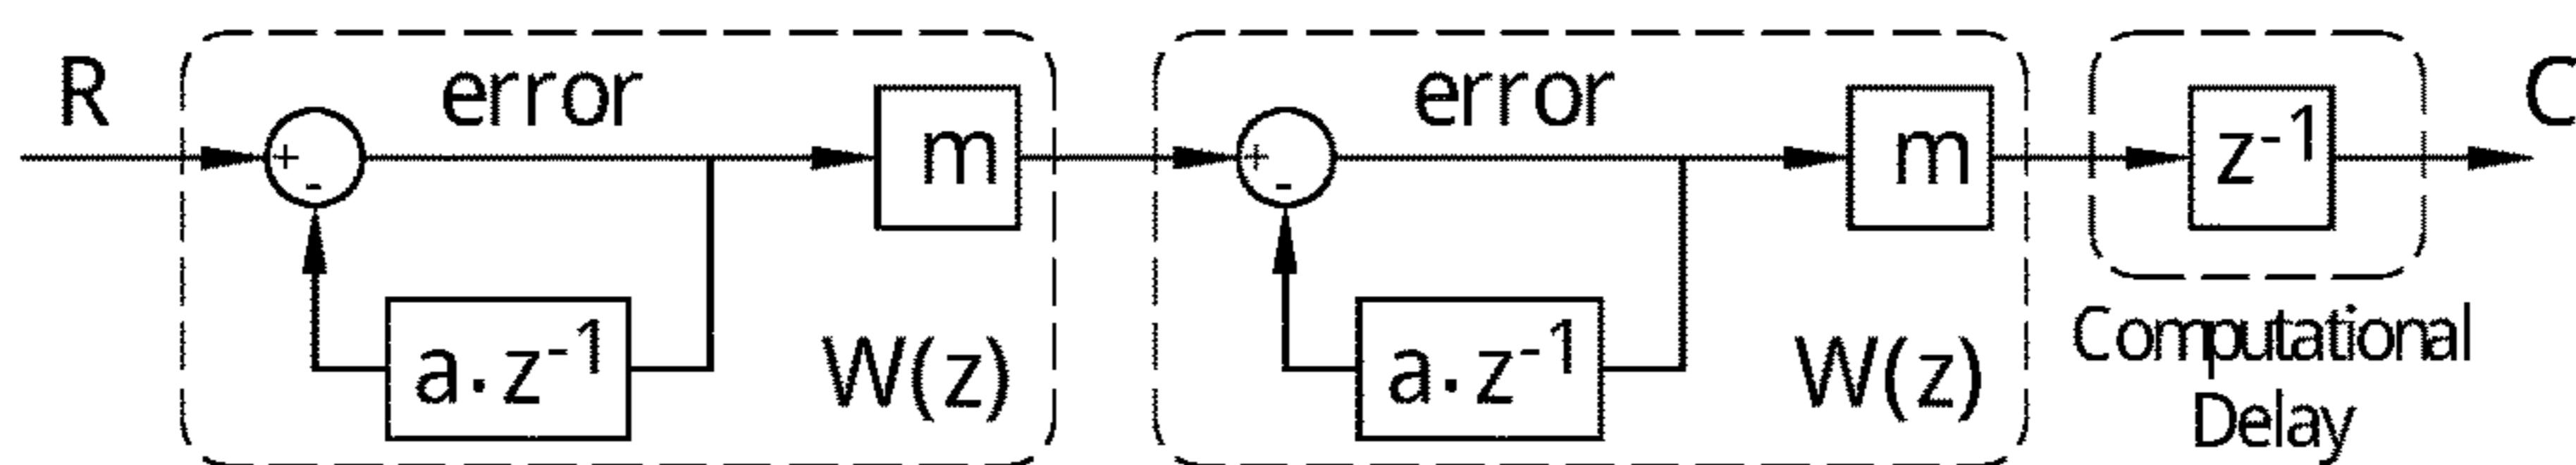 R
error
m
error
m
z⁻¹
C
+
-
+
-
a·z⁻¹
W(z)
a·z⁻¹
W(z)
Computational
Delay